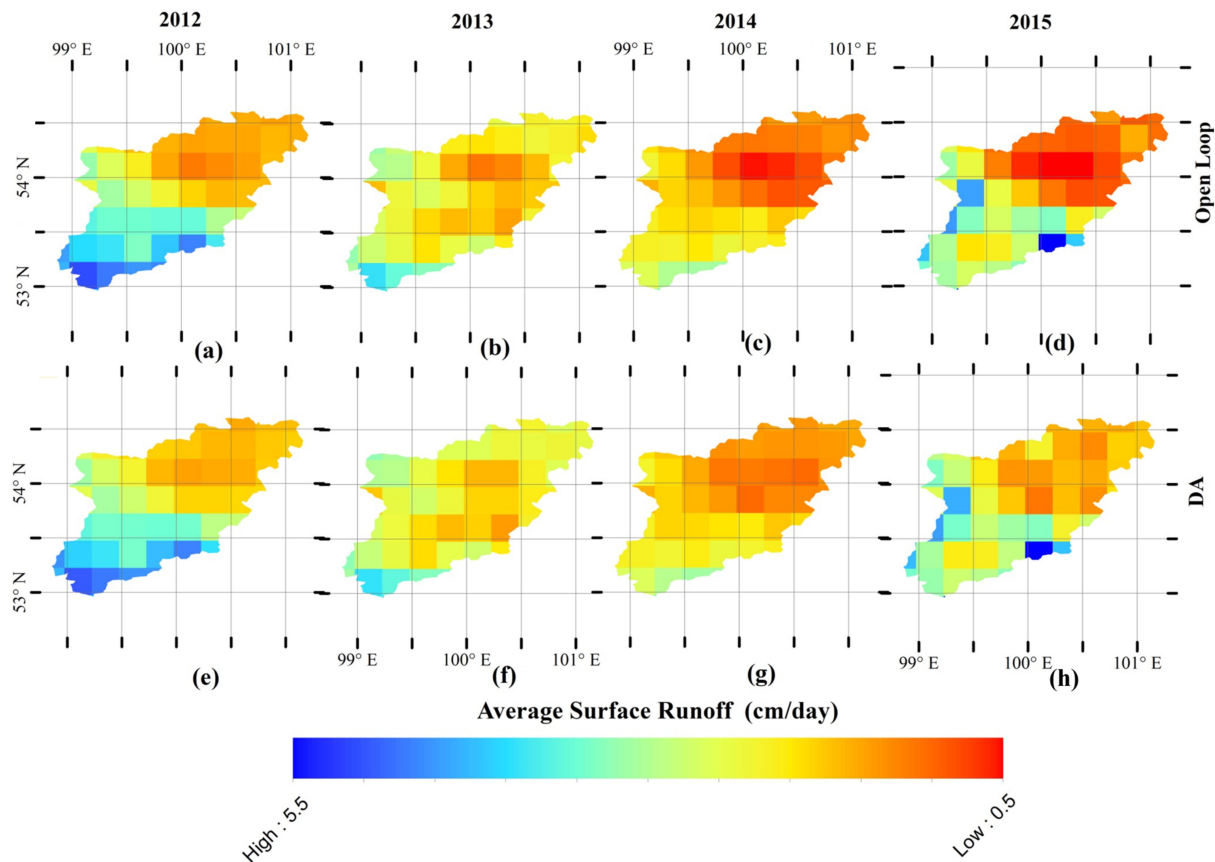 2012 2013 2014 2015
99° E 100° E 101° E 99° E 100° E 101° E
54° N
53° N
Open Loop
(a) (b) (c) (d)
54° N
53° N
DA
99° E 100° E 101° E 99° E 100° E 101° E
(e) (f) (g) (h)
Average Surface Runoff (cm/day)
High : 5.5 Low : 0.5